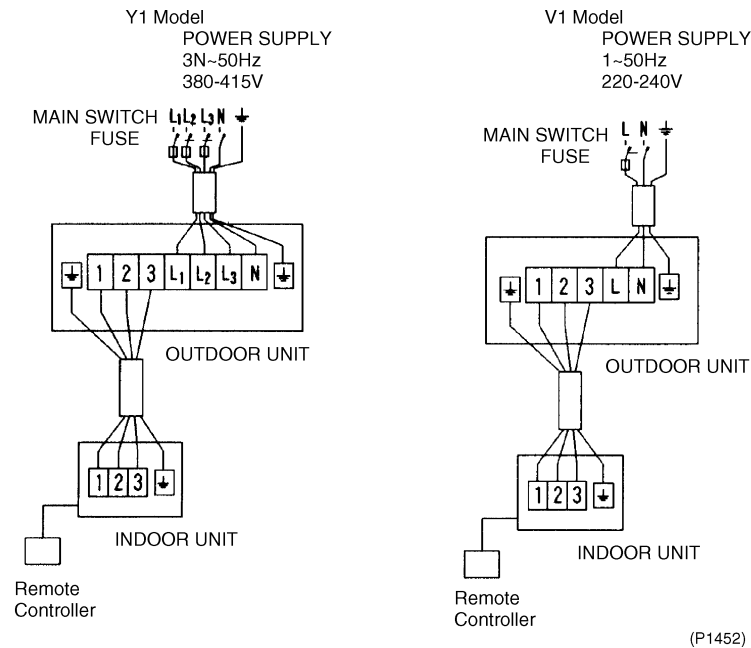 Y1 Model
POWER SUPPLY
3N~50Hz
380-415V
MAIN SWITCH
FUSE
L1 L2 L3 N
1 2 3 L1 L2 L3 N
OUTDOOR UNIT
1 2 3
INDOOR UNIT
Remote
Controller
V1 Model
POWER SUPPLY
1~50Hz
220-240V
MAIN SWITCH
FUSE
L N
1 2 3 L N
OUTDOOR UNIT
1 2 3
INDOOR UNIT
Remote
Controller
(P1452)